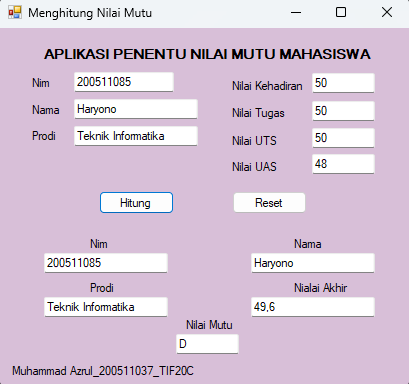 Menghitung Nilai Mutu
APLIKASI PENENTU NILAI MUTU MAHASISWA
Nim 200511085
Nama Haryono
Prodi Teknik Informatika
Nilai Kehadiran 50
Nilai Tugas 50
Nilai UTS 50
Nilai UAS 48
Hitung Reset
Nim Nama
200511085 Haryono
Prodi Nialai Akhir
Teknik Informatika 49,6
Nilai Mutu
D
Muhammad Azrul_200511037_TIF20C